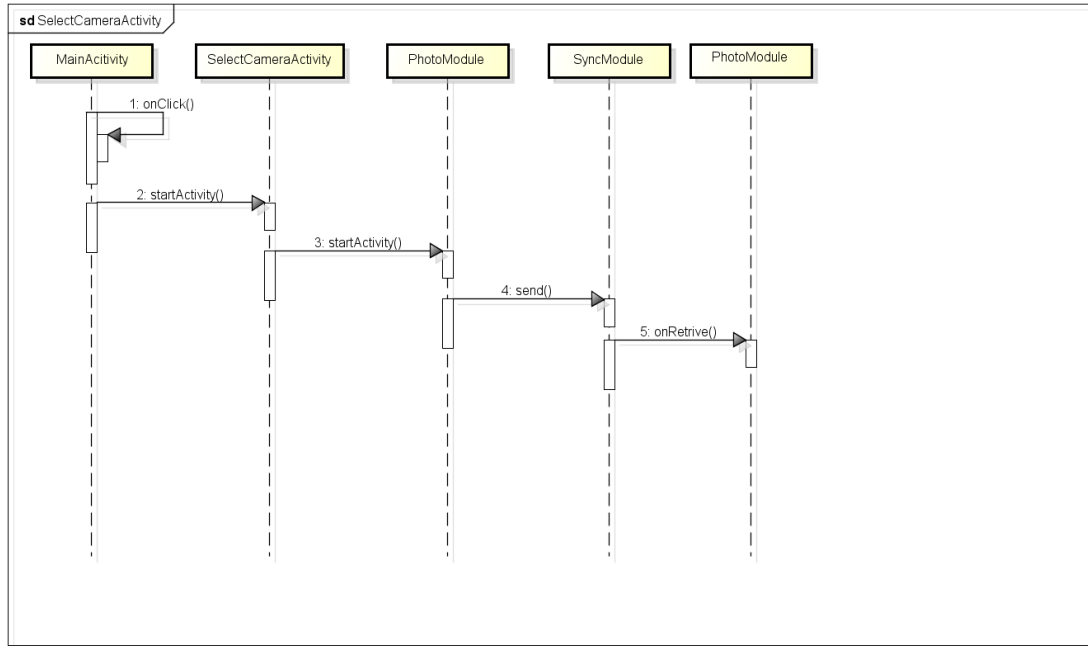 sd SelectCameraActivity
MainAcitivity
SelectCameraActivity
PhotoModule
SyncModule
PhotoModule
1: onClick()
2: startActivity()
3: startActivity()
4: send()
5: onRetrive()